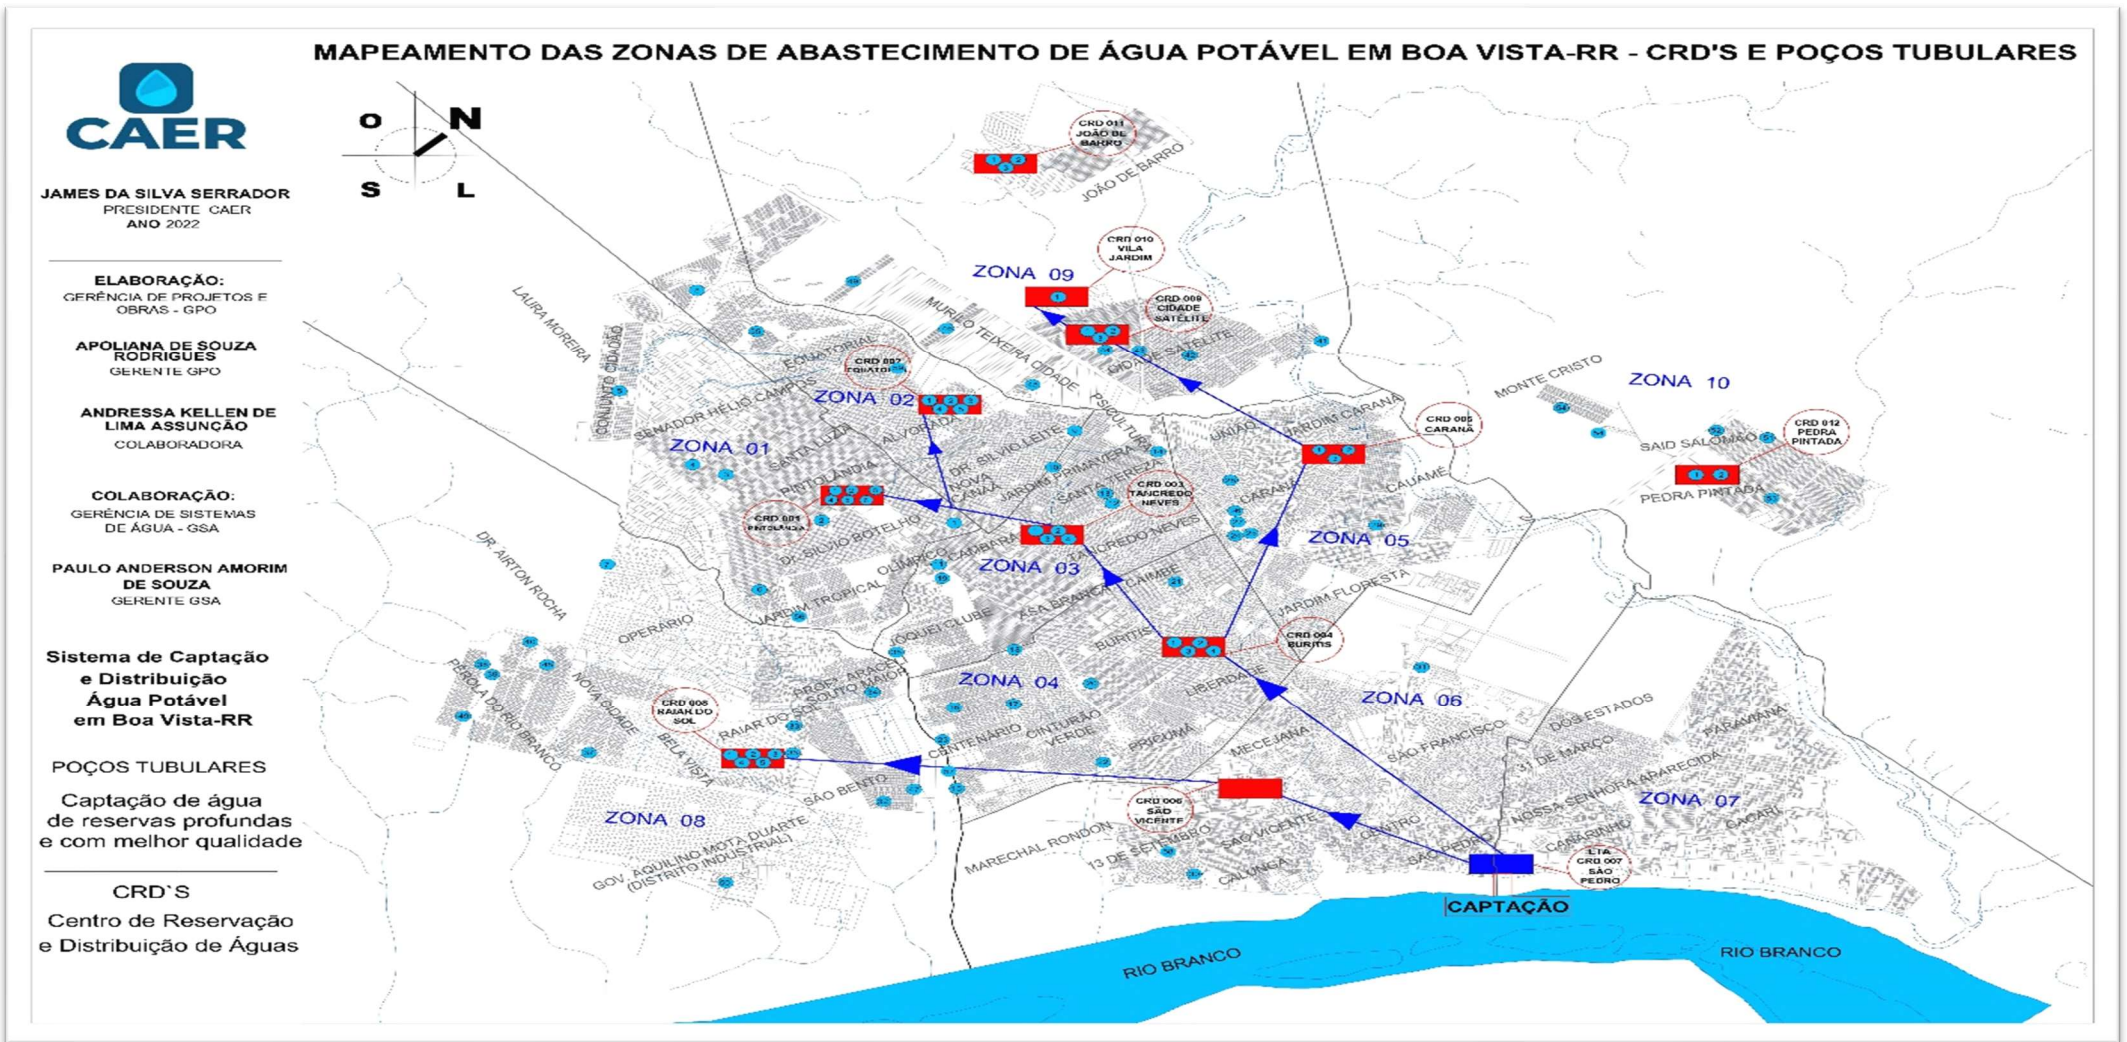 MAPEAMENTO DAS ZONAS DE ABASTECIMENTO DE ÁGUA POTÁVEL EM BOA VISTA-RR - CRD'S E POÇOS TUBULARES
CAER
JAMES DA SILVA SERRADOR
PRESIDENTE CAER
ANO 2022
ELABORAÇÃO:
GERÊNCIA DE PROJETOS E
OBRAS - GPO
APOLIANA DE SOUZA
RODRIGUES
GERENTE GPO
ANDRESSA KELLEN DE
LIMA ASSUNÇÃO
COLABORADORA
COLABORAÇÃO:
GERÊNCIA DE SISTEMAS
DE ÁGUA - GSA
PAULO ANDERSON AMORIM
DE SOUZA
GERENTE GSA
Sistema de Captação
e Distribuição
Água Potável
em Boa Vista-RR
POÇOS TUBULARES
Captação de água
de reservas profundas
e com melhor qualidade
CRD`S
Centro de Reservação
e Distribuição de Águas
O
N
S
L
CRD 011
JOÃO DE
BARRO
JOÃO DE BARRO
CRD 010
VILA
JARDIM
ZONA 09
CRD 009
CIDADE
SATÉLITE
CIDADE SATÉLITE
LAURA MOREIRA
CONJUNTO CIDADÃO
MURILO TEIXEIRA CIDADE
EQUATORIAL
SENADOR HÉLIO CAMPOS
ZONA 02
ZONA 01
SANTA LUZIA
ALVORADA
PINTOLÂNDIA
DR. SILVIO LEITE
NOVA
CANAÃ
JARDIM PRIMAVERA
SANTA TEREZA
PSICULTURA
UNIÃO
JARDIM CARANÃ
CRD 005
CARANÃ
CARANÃ
CAUAMÉ
MONTE CRISTO
ZONA 10
SAID SALOMÃO
CRD 012
PEDRA
PINTADA
PEDRA PINTADA
CRD 001
PINTOLÂNDIA
CRD 003
TANCREDO
NEVES
TANCREDO NEVES
DR. SILVIO BOTELHO
OLÍMPICO
CAMBARÁ
ZONA 03
ZONA 05
DR. AIRTON ROCHA
OPERÁRIO
JARDIM TROPICAL
JÓQUEI CLUBE
ASA BRANCA
CAIMBÉ
JARDIM FLORESTA
BURITIS
CRD 004
BURITIS
LIBERDADE
ZONA 04
ZONA 06
PÉROLA DO RIO BRANCO
NOVA CIDADE
BELA VISTA
CRD 008
RAIAR DO
SOL
RAIAR DO SOL
PROFª ARACELI
SOUTO MAIOR
CENTENÁRIO
CINTURÃO
VERDE
PRICUMÃ
MECEJANA
SÃO FRANCISCO
DOS ESTADOS
31 DE MARÇO
PARAVIANA
NOSSA SENHORA APARECIDA
ZONA 07
CAÇARI
SÃO BENTO
ZONA 08
GOV. AQUILINO MOTA DUARTE
(DISTRITO INDUSTRIAL)
MARECHAL RONDON
CRD 006
SÃO
VICENTE
13 DE SETEMBRO
SÃO VICENTE
CALUNGÁ
CENTRO
SÃO PEDRO
CANARINHO
ETA
CRD 007
SÃO
PEDRO
CAPTAÇÃO
RIO BRANCO
RIO BRANCO